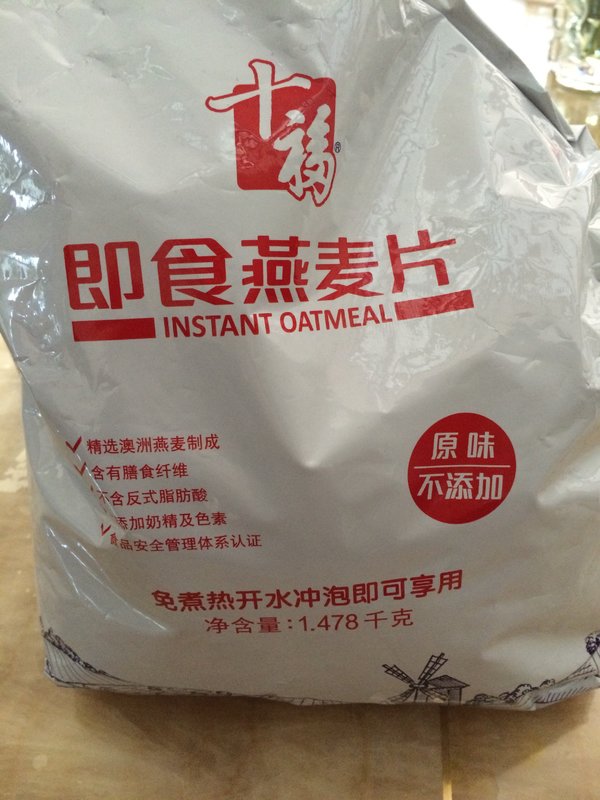 十福®
即食燕麦片
INSTANT OATMEAL
精选澳洲燕麦制成
含有膳食纤维
不含反式脂肪酸
添加奶精及色素
品安全管理体系认证
原味
不添加
免煮热开水冲泡即可享用
净含量:1.478千克